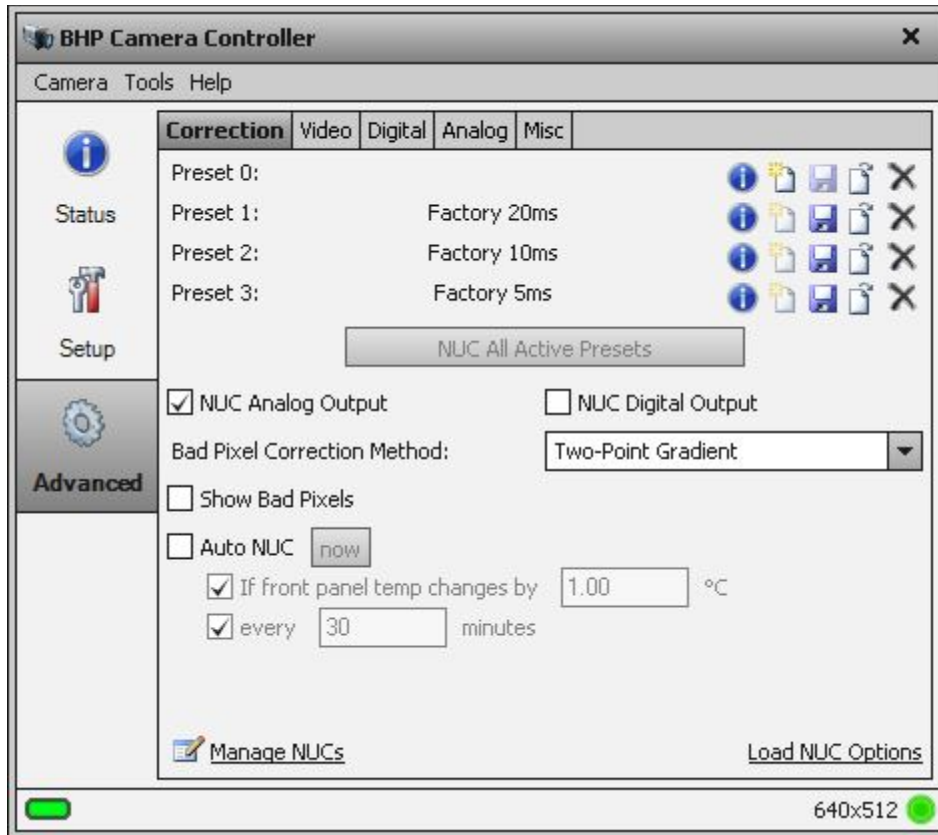 BHP Camera Controller
Camera Tools Help
Status
Setup
Advanced
Correction Video Digital Analog Misc
Preset 0:
Preset 1: Factory 20ms
Preset 2: Factory 10ms
Preset 3: Factory 5ms
NUC All Active Presets
NUC Analog Output NUC Digital Output
Bad Pixel Correction Method: Two-Point Gradient
Show Bad Pixels
Auto NUC now
If front panel temp changes by 1.00 °C
every 30 minutes
Manage NUCs Load NUC Options
640x512